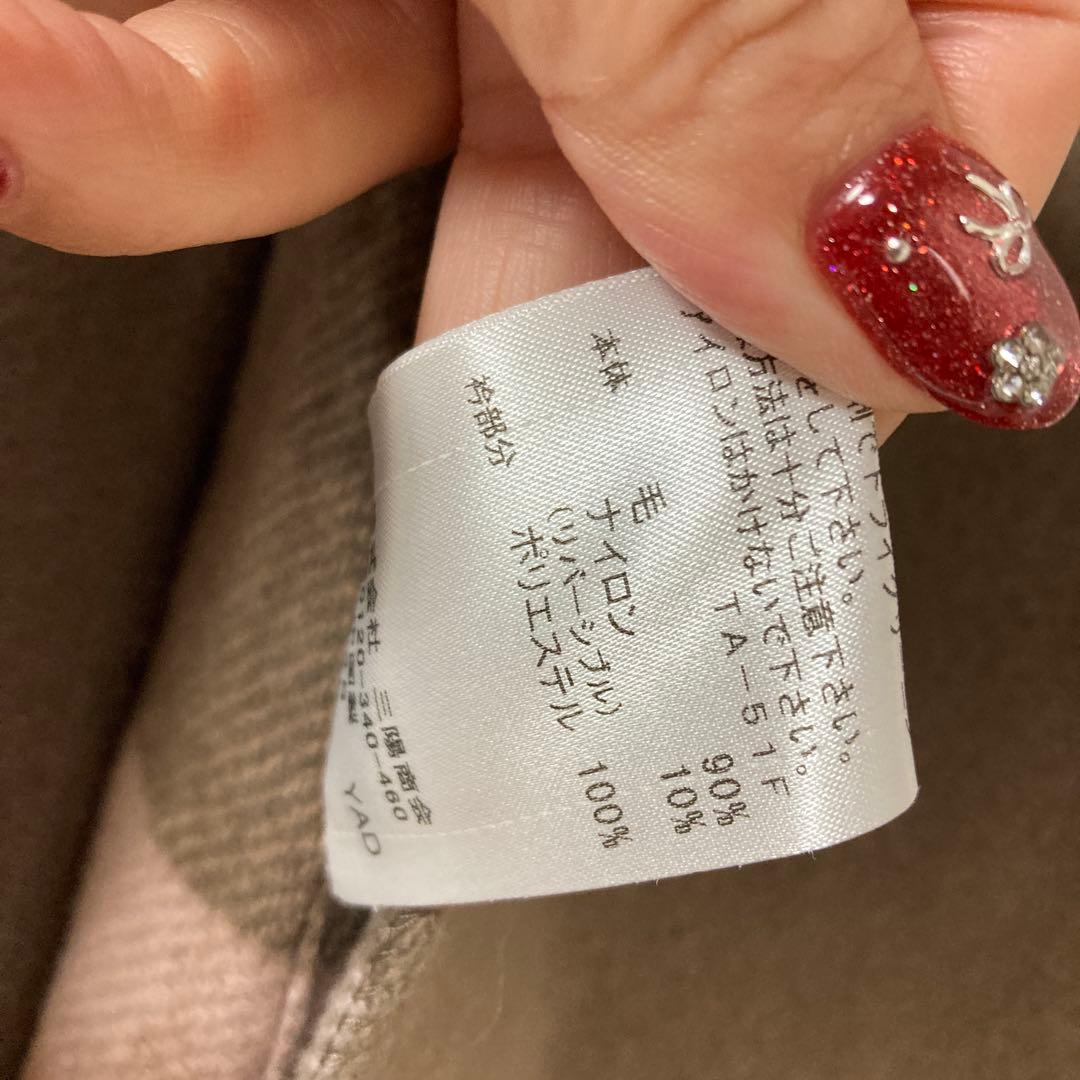 をして下さい。
方法は十分ご注意下さい。
アイロンはかけないで下さい。
TA-51F
本体
毛 90%
ナイロン 10%
(リバーシブル)
衿部分
ポリエステル 100%
会社 三陽商会
0120-340-460
YAD